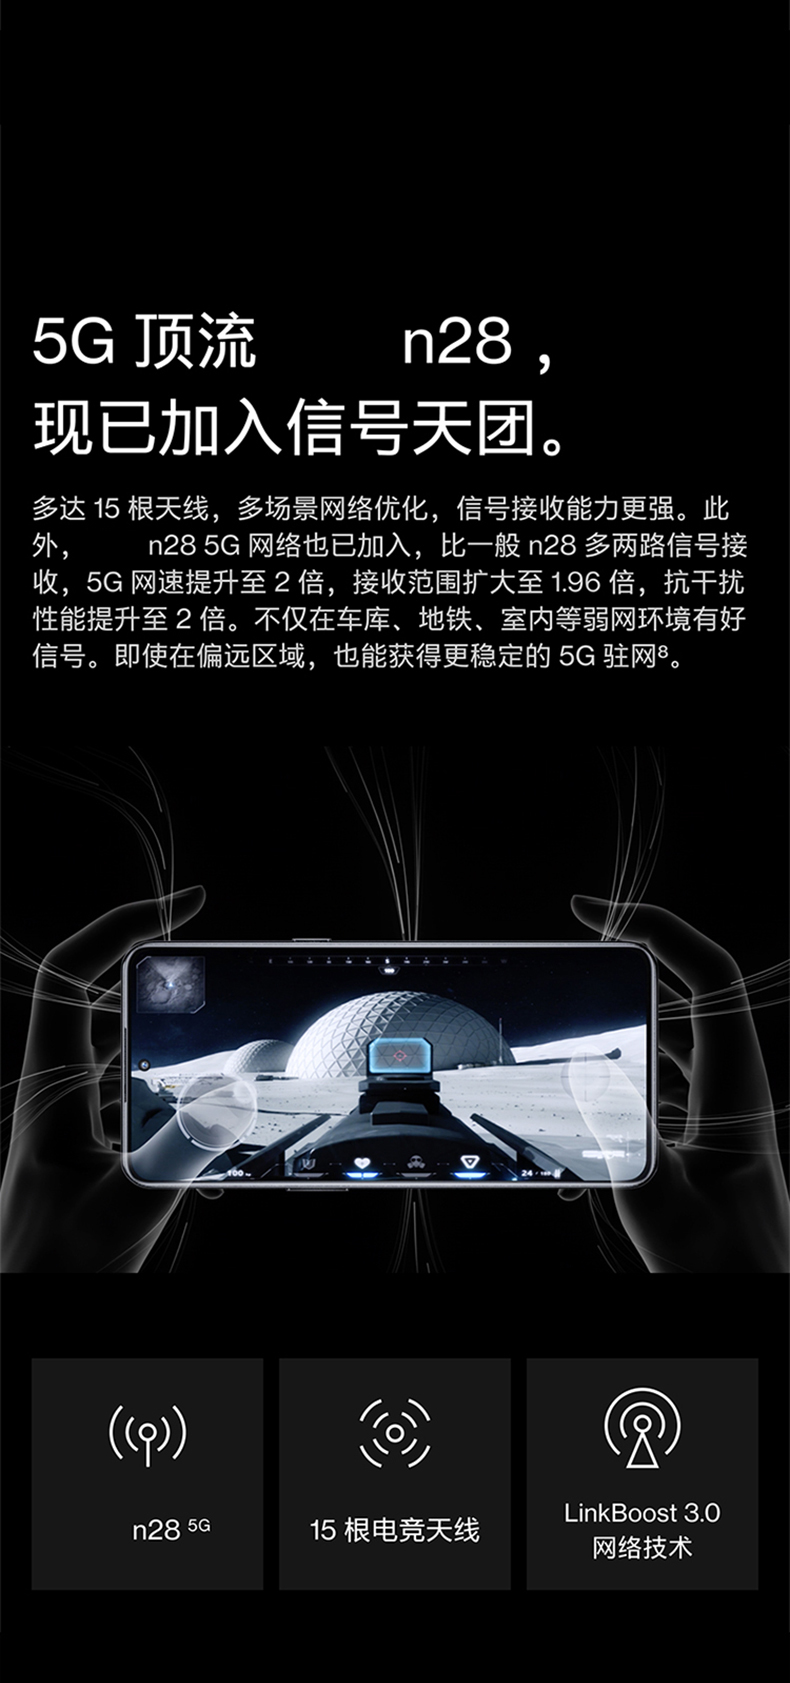 5G 顶流 n28，
现已加入信号天团。
多达 15 根天线，多场景网络优化，信号接收能力更强。此
外， n28 5G 网络也已加入，比一般 n28 多两路信号接
收，5G 网速提升至 2 倍，接收范围扩大至 1.96 倍，抗干扰
性能提升至 2 倍。不仅在车库、地铁、室内等弱网环境有好
信号。即使在偏远区域，也能获得更稳定的 5G 驻网⁸。
100
24
n28 5G
15 根电竞天线
LinkBoost 3.0
网络技术